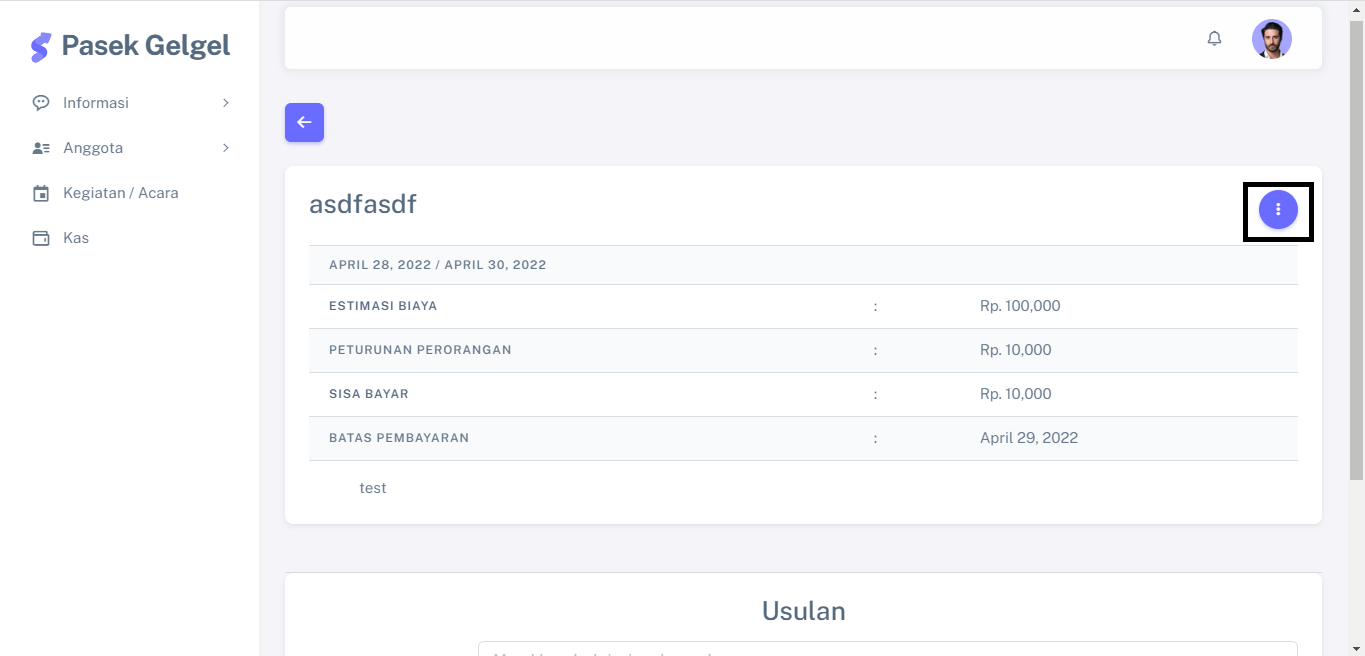 Pasek Gelgel
Informasi
Anggota
Kegiatan / Acara
Kas
asdfasdf
APRIL 28, 2022 / APRIL 30, 2022
ESTIMASI BIAYA : Rp. 100,000
PETURUNAN PERORANGAN : Rp. 10,000
SISA BAYAR : Rp. 10,000
BATAS PEMBAYARAN : April 29, 2022
test
Usulan